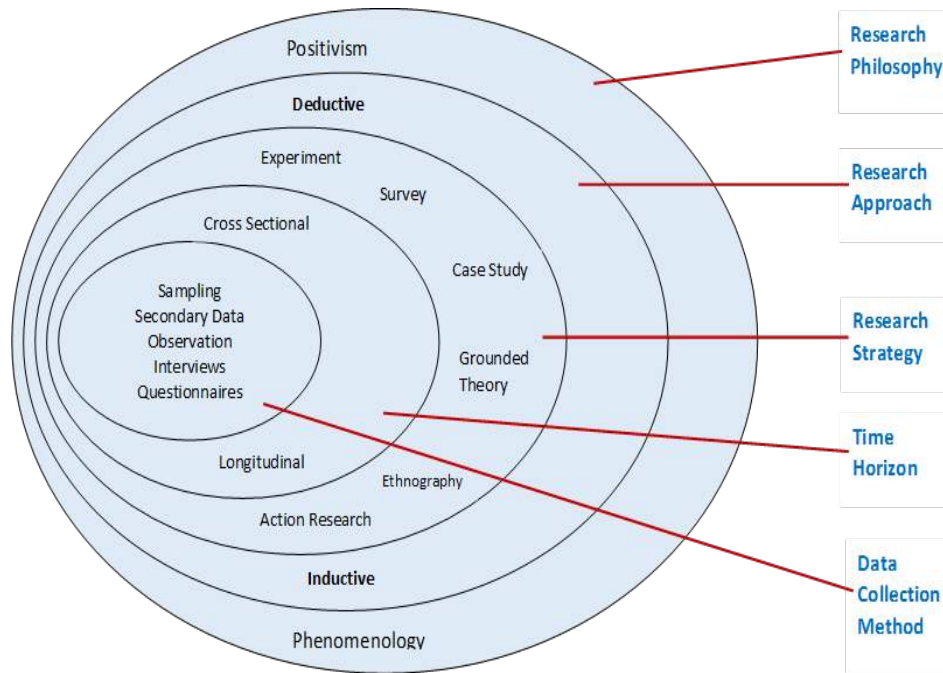 Positivism
Deductive
Experiment
Survey
Cross Sectional
Case Study
Sampling
Secondary Data
Observation
Interviews
Questionnaires
Grounded
Theory
Longitudinal
Ethnography
Action Research
Inductive
Phenomenology
Research
Philosophy
Research
Approach
Research
Strategy
Time
Horizon
Data
Collection
Method